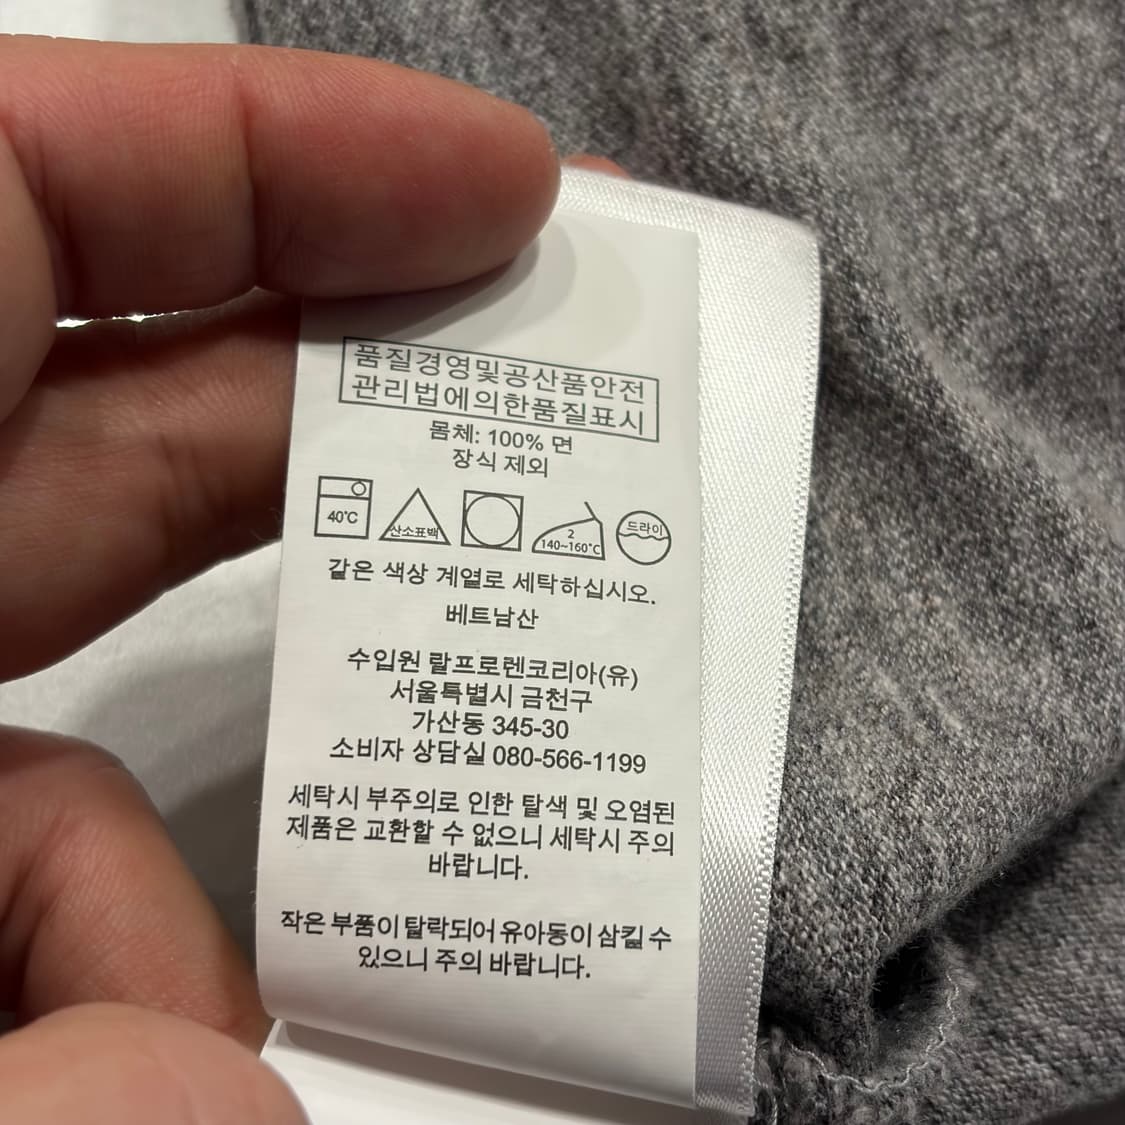 품질경영및공산품안전
관리법에의한품질표시
몸체: 100% 면
장식 제외
40°C
산소표백
2
140~160°C
드라이
같은 색상 계열로 세탁하십시오.
베트남산
수입원 랄프로렌코리아(유)
서울특별시 금천구
가산동 345-30
소비자 상담실 080-566-1199
세탁시 부주의로 인한 탈색 및 오염된
제품은 교환할 수 없으니 세탁시 주의
바랍니다.
작은 부품이 탈락되어 유아동이 삼킬 수
있으니 주의 바랍니다.